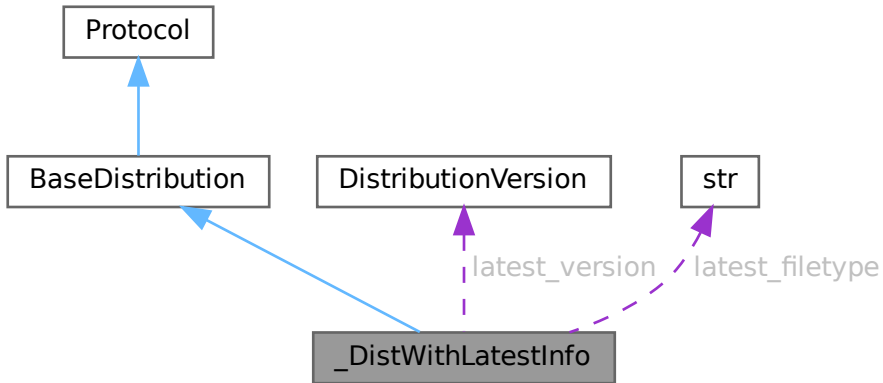 Protocol
BaseDistribution
DistributionVersion
str
latest_version
latest_filetype
_DistWithLatestInfo